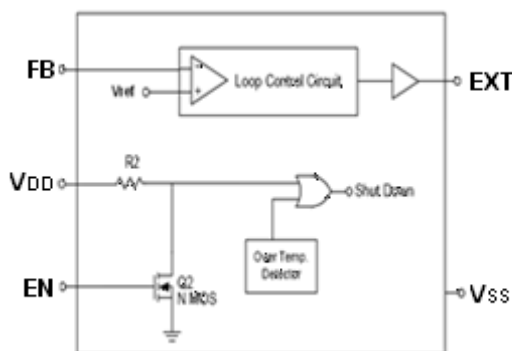 FB
Vref
− +
Loop Control Circuit.
EXT
R2
VDD
Shut Down
Over Temp. Detector
EN
Q2
N MOS
VSS